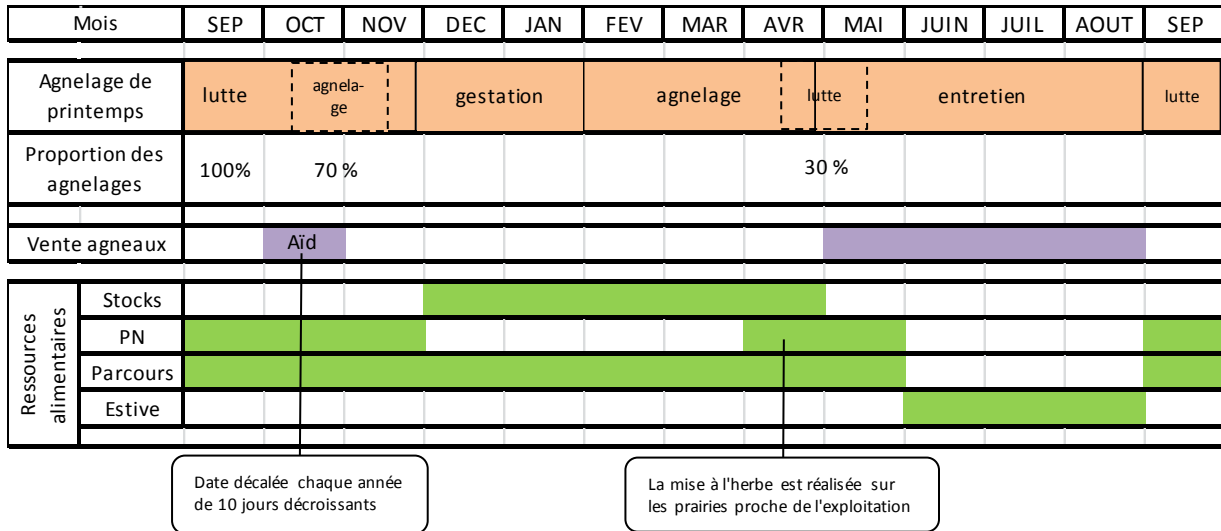 Mois SEP OCT NOV DEC JAN FEV MAR AVR MAI JUIN JUIL AOUT SEP
Agnelage de
printemps
lutte
agnela-
ge
gestation
agnelage
lutte
entretien
lutte
Proportion des
agnelages
100%
70 %
30 %
Vente agneaux
Aïd
Ressources
alimentaires
Stocks
PN
Parcours
Estive
Date décalée chaque année
de 10 jours décroissants
La mise à l'herbe est réalisée sur
les prairies proche de l'exploitation